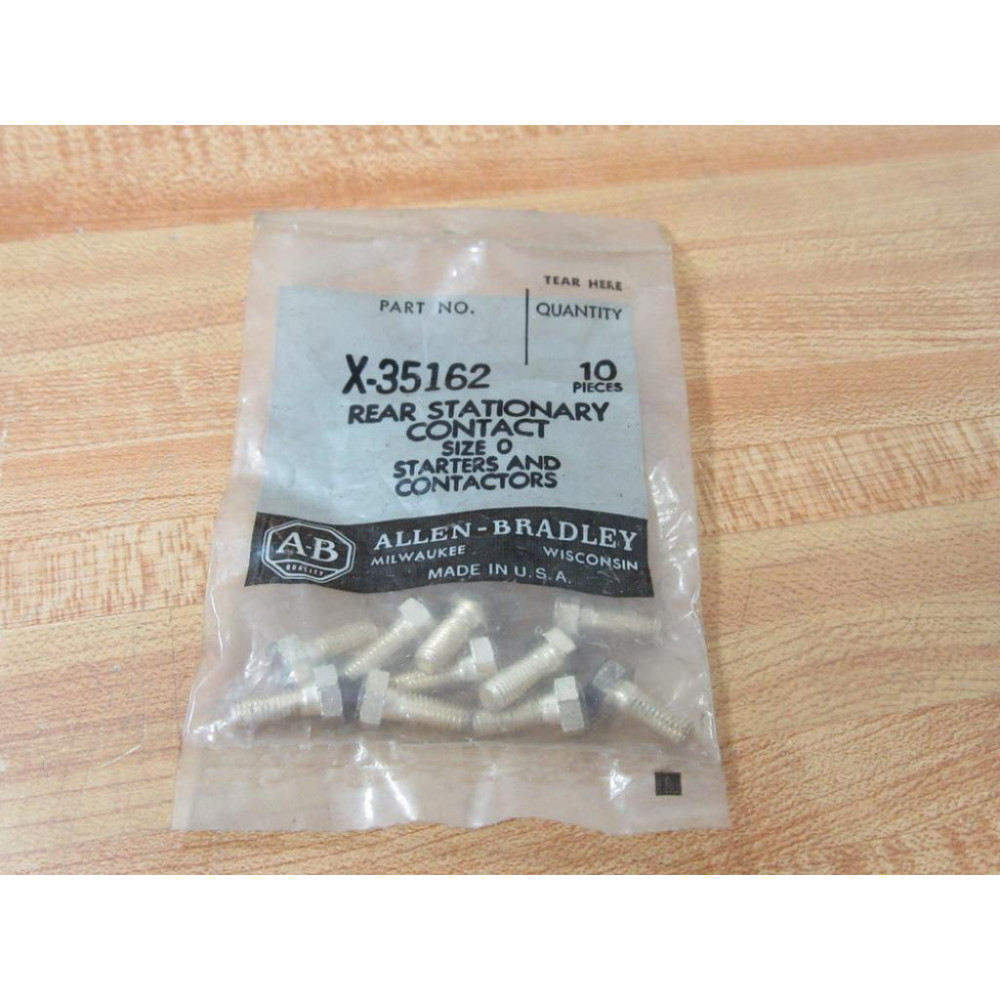 TEAR HERE
PART NO.
QUANTITY
X-35162
10
PIECES
REAR STATIONARY
CONTACT
SIZE 0
STARTERS AND
CONTACTORS
A-B
QUALITY
ALLEN-BRADLEY
MILWAUKEE WISCONSIN
MADE IN U.S.A.